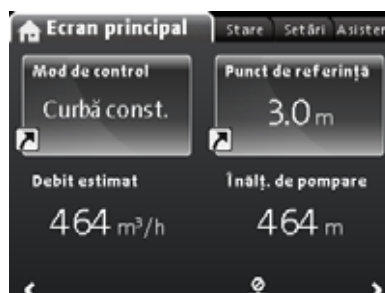 Ecran principal Stare Setări Asisten
Mod de control Punct de referință
Curbă const. 3.0 m
Debit estimat Înălț. de pompare
464 m³/h 464 m